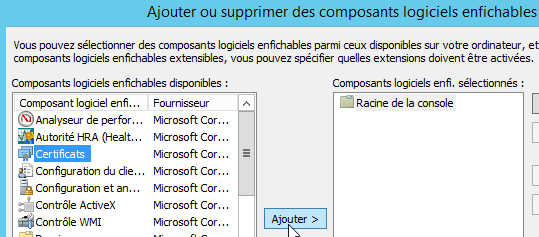 Ajouter ou supprimer des composants logiciels enfichables
Vous pouvez sélectionner des composants logiciels enfichables parmi ceux disponibles sur votre ordinateur, et
composants logiciels enfichables extensibles, vous pouvez spécifier quelles extensions doivent être activées.
Composants logiciels enfichables disponibles :
Composants logiciels enfi. sélectionnés :
Composant logiciel enfi... Fournisseur
Racine de la console
Analyseur de perfor... Microsoft Cor...
Autorité HRA (Healt... Microsoft Cor...
Certificats Microsoft Cor...
Configuration du clie... Microsoft Cor...
Configuration et an... Microsoft Cor...
Contrôle ActiveX Microsoft Cor...
Ajouter >
Contrôle WMI Microsoft Cor...